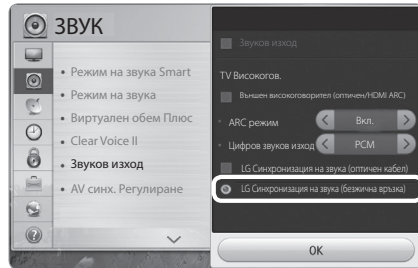 ЗВУК
Режим на звука Smart
Режим на звука
Виртуален обем Плюс
Clear Voice II
Звуков изход
AV синх. Регулиране
Звуков изход
TV Високогов.
Външен високоговорител (оптичен/HDMI ARC)
ARC режим
Вкл.
Цифров звуков изход
PCM
LG Синхронизация на звука (оптичен кабел)
LG Синхронизация на звука (безжична връзка)
OK